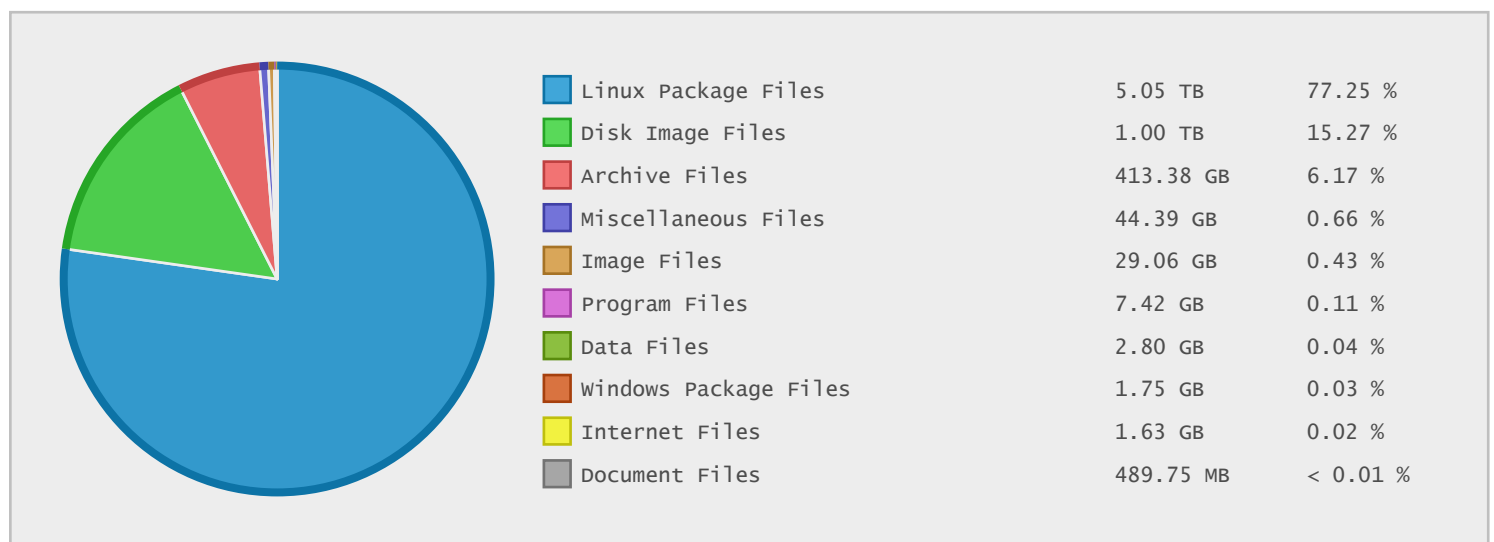 Linux Package Files 5.05 TB 77.25 %
Disk Image Files 1.00 TB 15.27 %
Archive Files 413.38 GB 6.17 %
Miscellaneous Files 44.39 GB 0.66 %
Image Files 29.06 GB 0.43 %
Program Files 7.42 GB 0.11 %
Data Files 2.80 GB 0.04 %
Windows Package Files 1.75 GB 0.03 %
Internet Files 1.63 GB 0.02 %
Document Files 489.75 MB < 0.01 %